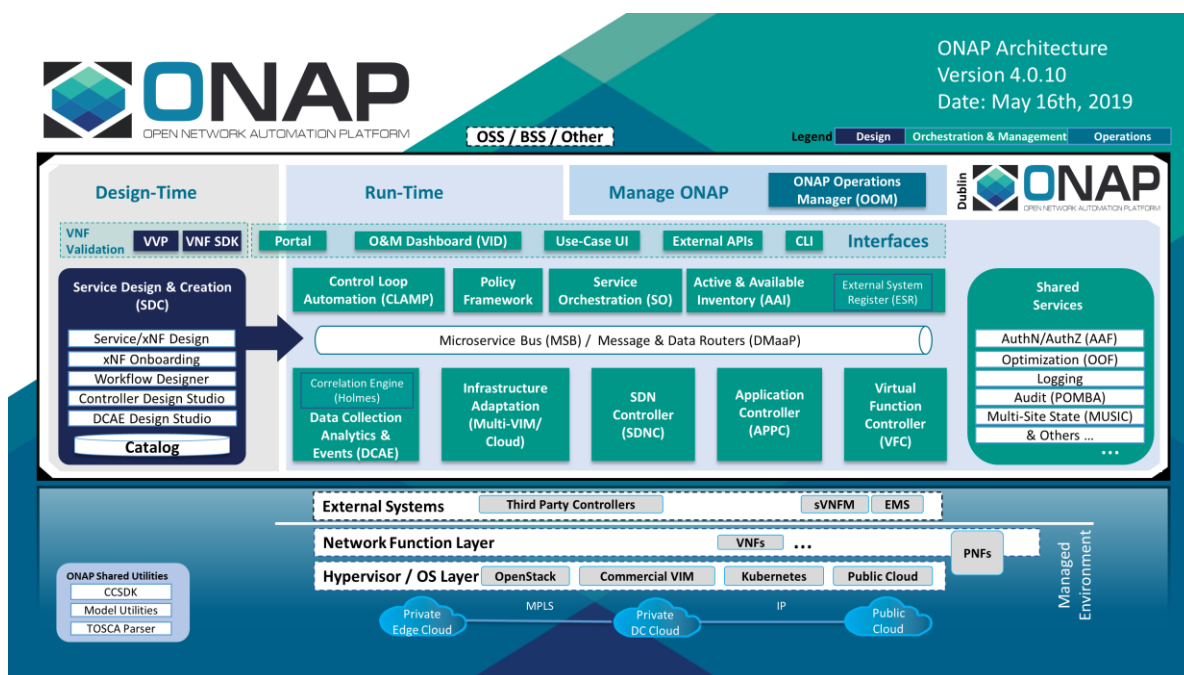 ONAP
OPEN NETWORK AUTOMATION PLATFORM
ONAP Architecture
Version 4.0.10
Date: May 16th, 2019
OSS / BSS / Other
Legend Design Orchestration & Management Operations
Design-Time
Run-Time
Manage ONAP
ONAP Operations
Manager (OOM)
Dublin
ONAP
OPEN NETWORK AUTOMATION PLATFORM
VNF
Validation
VVP
VNF SDK
Portal
O&M Dashboard (VID)
Use-Case UI
External APIs
CLI
Interfaces
Service Design & Creation
(SDC)
Service/xNF Design
xNF Onboarding
Workflow Designer
Controller Design Studio
DCAE Design Studio
Catalog
Control Loop
Automation (CLAMP)
Policy
Framework
Service
Orchestration (SO)
Active & Available
Inventory (AAI)
External System
Register (ESR)
Microservice Bus (MSB) / Message & Data Routers (DMaaP)
Correlation Engine
(Holmes)
Data Collection
Analytics &
Events (DCAE)
Infrastructure
Adaptation
(Multi-VIM/
Cloud)
SDN
Controller
(SDNC)
Application
Controller
(APPC)
Virtual
Function
Controller
(VFC)
Shared
Services
AuthN/AuthZ (AAF)
Optimization (OOF)
Logging
Audit (POMBA)
Multi-Site State (MUSIC)
& Others ...
...
External Systems
Third Party Controllers
sVNFM
EMS
Network Function Layer
VNFs
...
PNFs
Hypervisor / OS Layer
OpenStack
Commercial VIM
Kubernetes
Public Cloud
Managed
Environment
Private
Edge Cloud
MPLS
Private
DC Cloud
IP
Public
Cloud
ONAP Shared Utilities
CCSDK
Model Utilities
TOSCA Parser